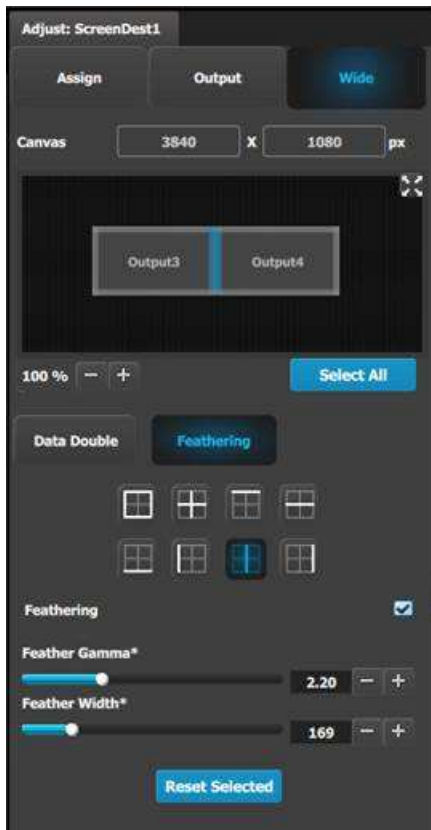 Adjust: ScreenDest1
Assign Output Wide
Canvas 3840 X 1080 px
Output3 Output4
100 % − + Select All
Data Double Feathering
Feathering
Feather Gamma*
2.20 − +
Feather Width*
169 − +
Reset Selected